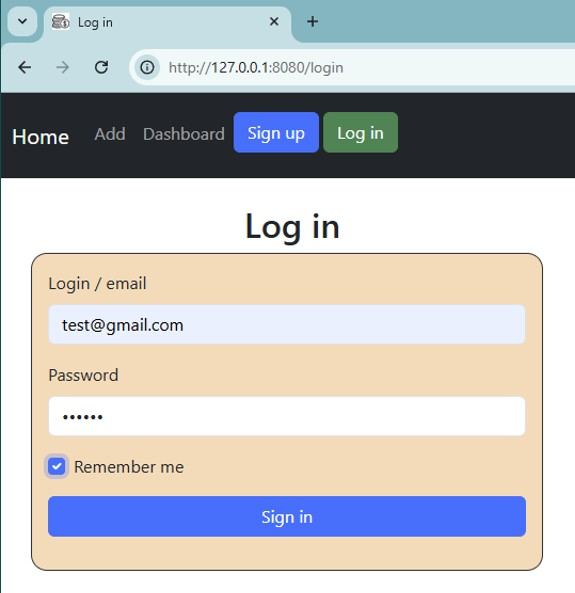 Log in
http://127.0.0.1:8080/login
Home Add Dashboard Sign up Log in
Log in
Login / email
test@gmail.com
Password
••••••
Remember me
Sign in